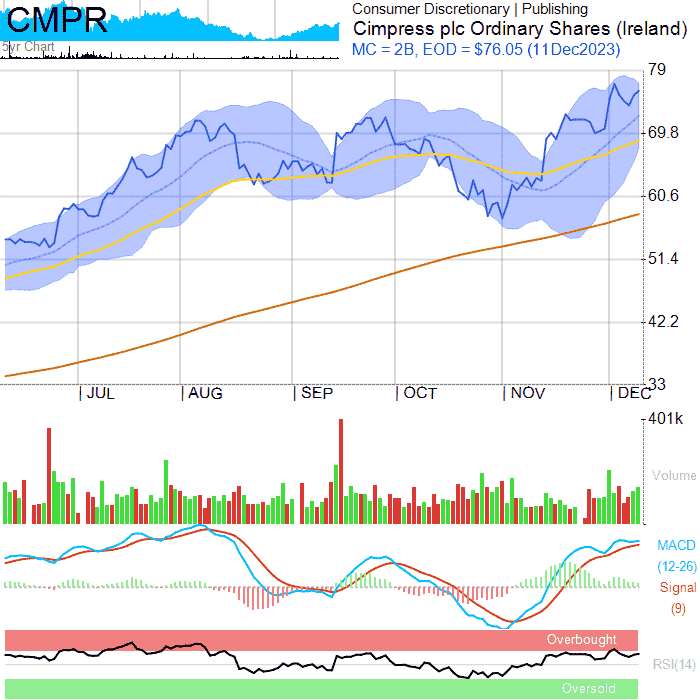 CMPR
5yr Chart
Consumer Discretionary | Publishing
Cimpress plc Ordinary Shares (Ireland)
MC = 2B, EOD = $76.05 (11Dec2023)
79
69.8
60.6
51.4
42.2
33
| JUL | AUG | SEP | OCT | NOV | DEC
401k
Volume
MACD
(12-26)
Signal
(9)
Overbought
RSI(14)
Oversold